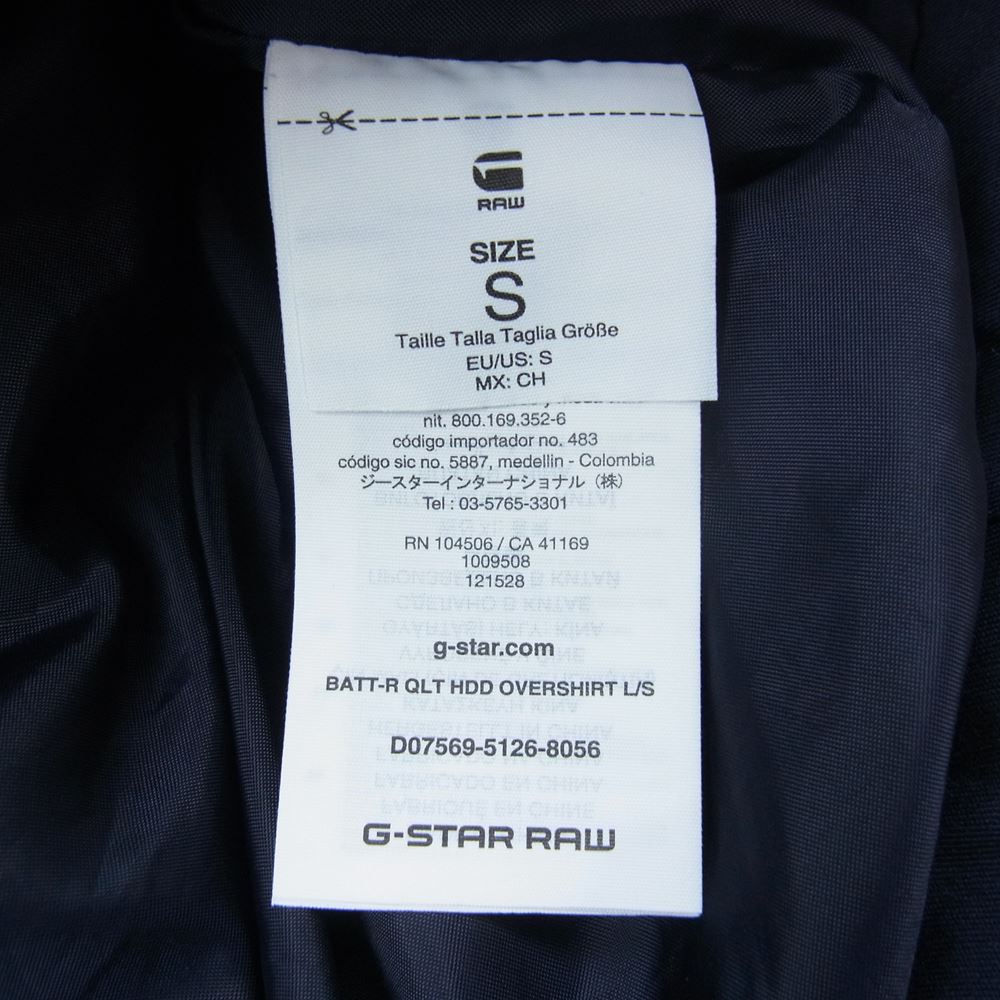 RAW
SIZE
S
Taille Talla Taglia Größe
EU/US: S
MX: CH
nit. 800.169.352-6
código importador no. 483
código sic no. 5887, medellin - Colombia
ジースターインターナショナル（株）
Tel : 03-5765-3301
RN 104506 / CA 41169
1009508
121528
g-star.com
BATT-R QLT HDD OVERSHIRT L/S
D07569-5126-8056
G-STAR RAW